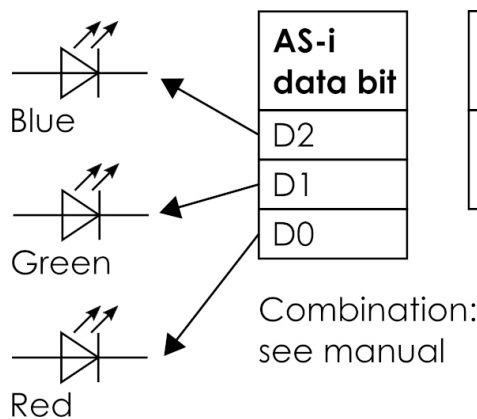 Blue
Green
Red
AS-i
data bit
D2
D1
D0
Combination:
see manual